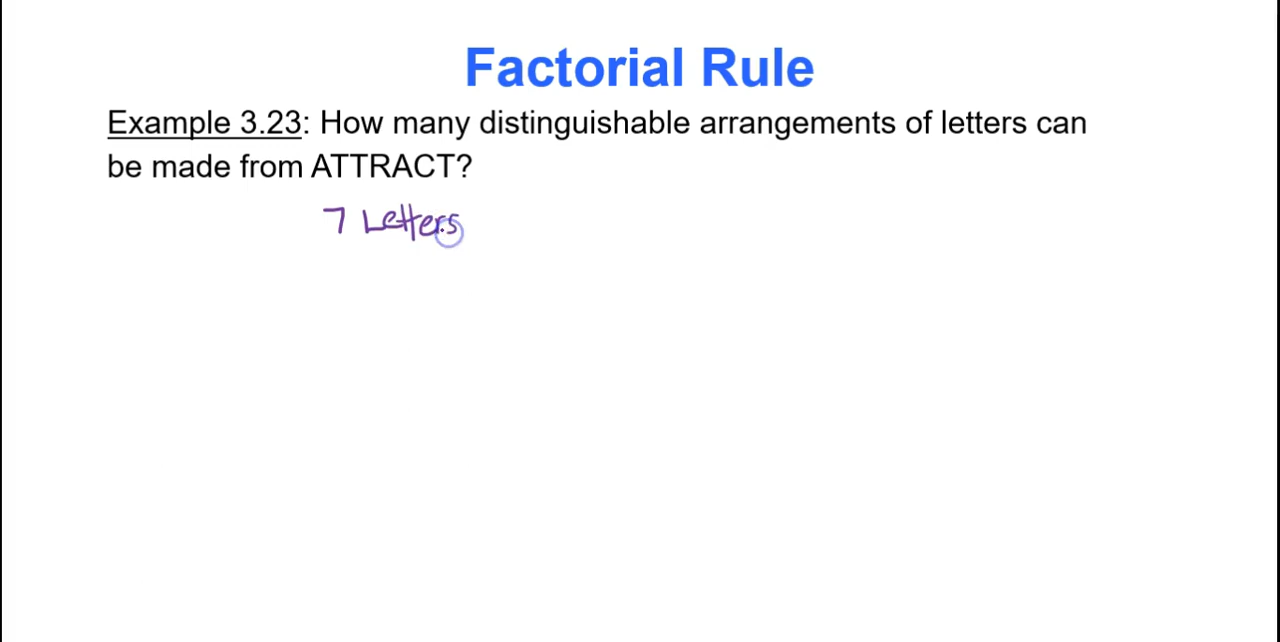 Factorial Rule
Example 3.23: How many distinguishable arrangements of letters can
be made from ATTRACT?
7 Letters